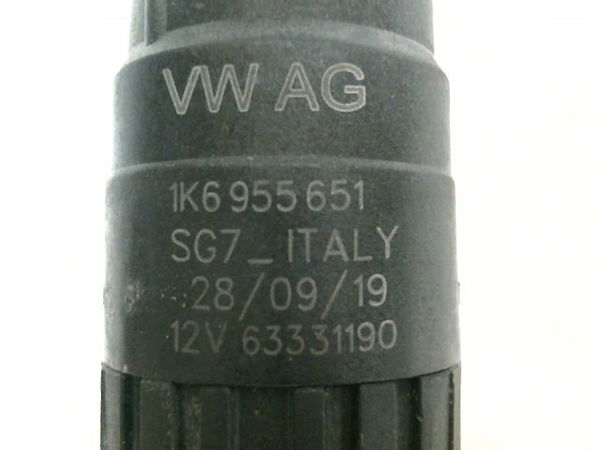 VW AG
1K6 955 651
SG7_ITALY
28/09/19
12V 63331190